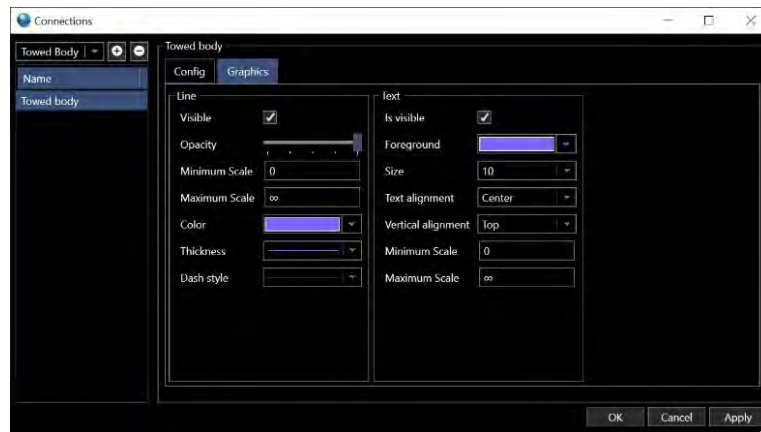 Connections
Towed Body
Towed body
Name
Towed body
Config Graphics
Line
Visible
Opacity
Minimum Scale 0
Maximum Scale ∞
Color
Thickness
Dash style
Text
Is visible
Foreground
Size 10
Text alignment Center
Vertical alignment Top
Minimum Scale 0
Maximum Scale ∞
OK Cancel Apply